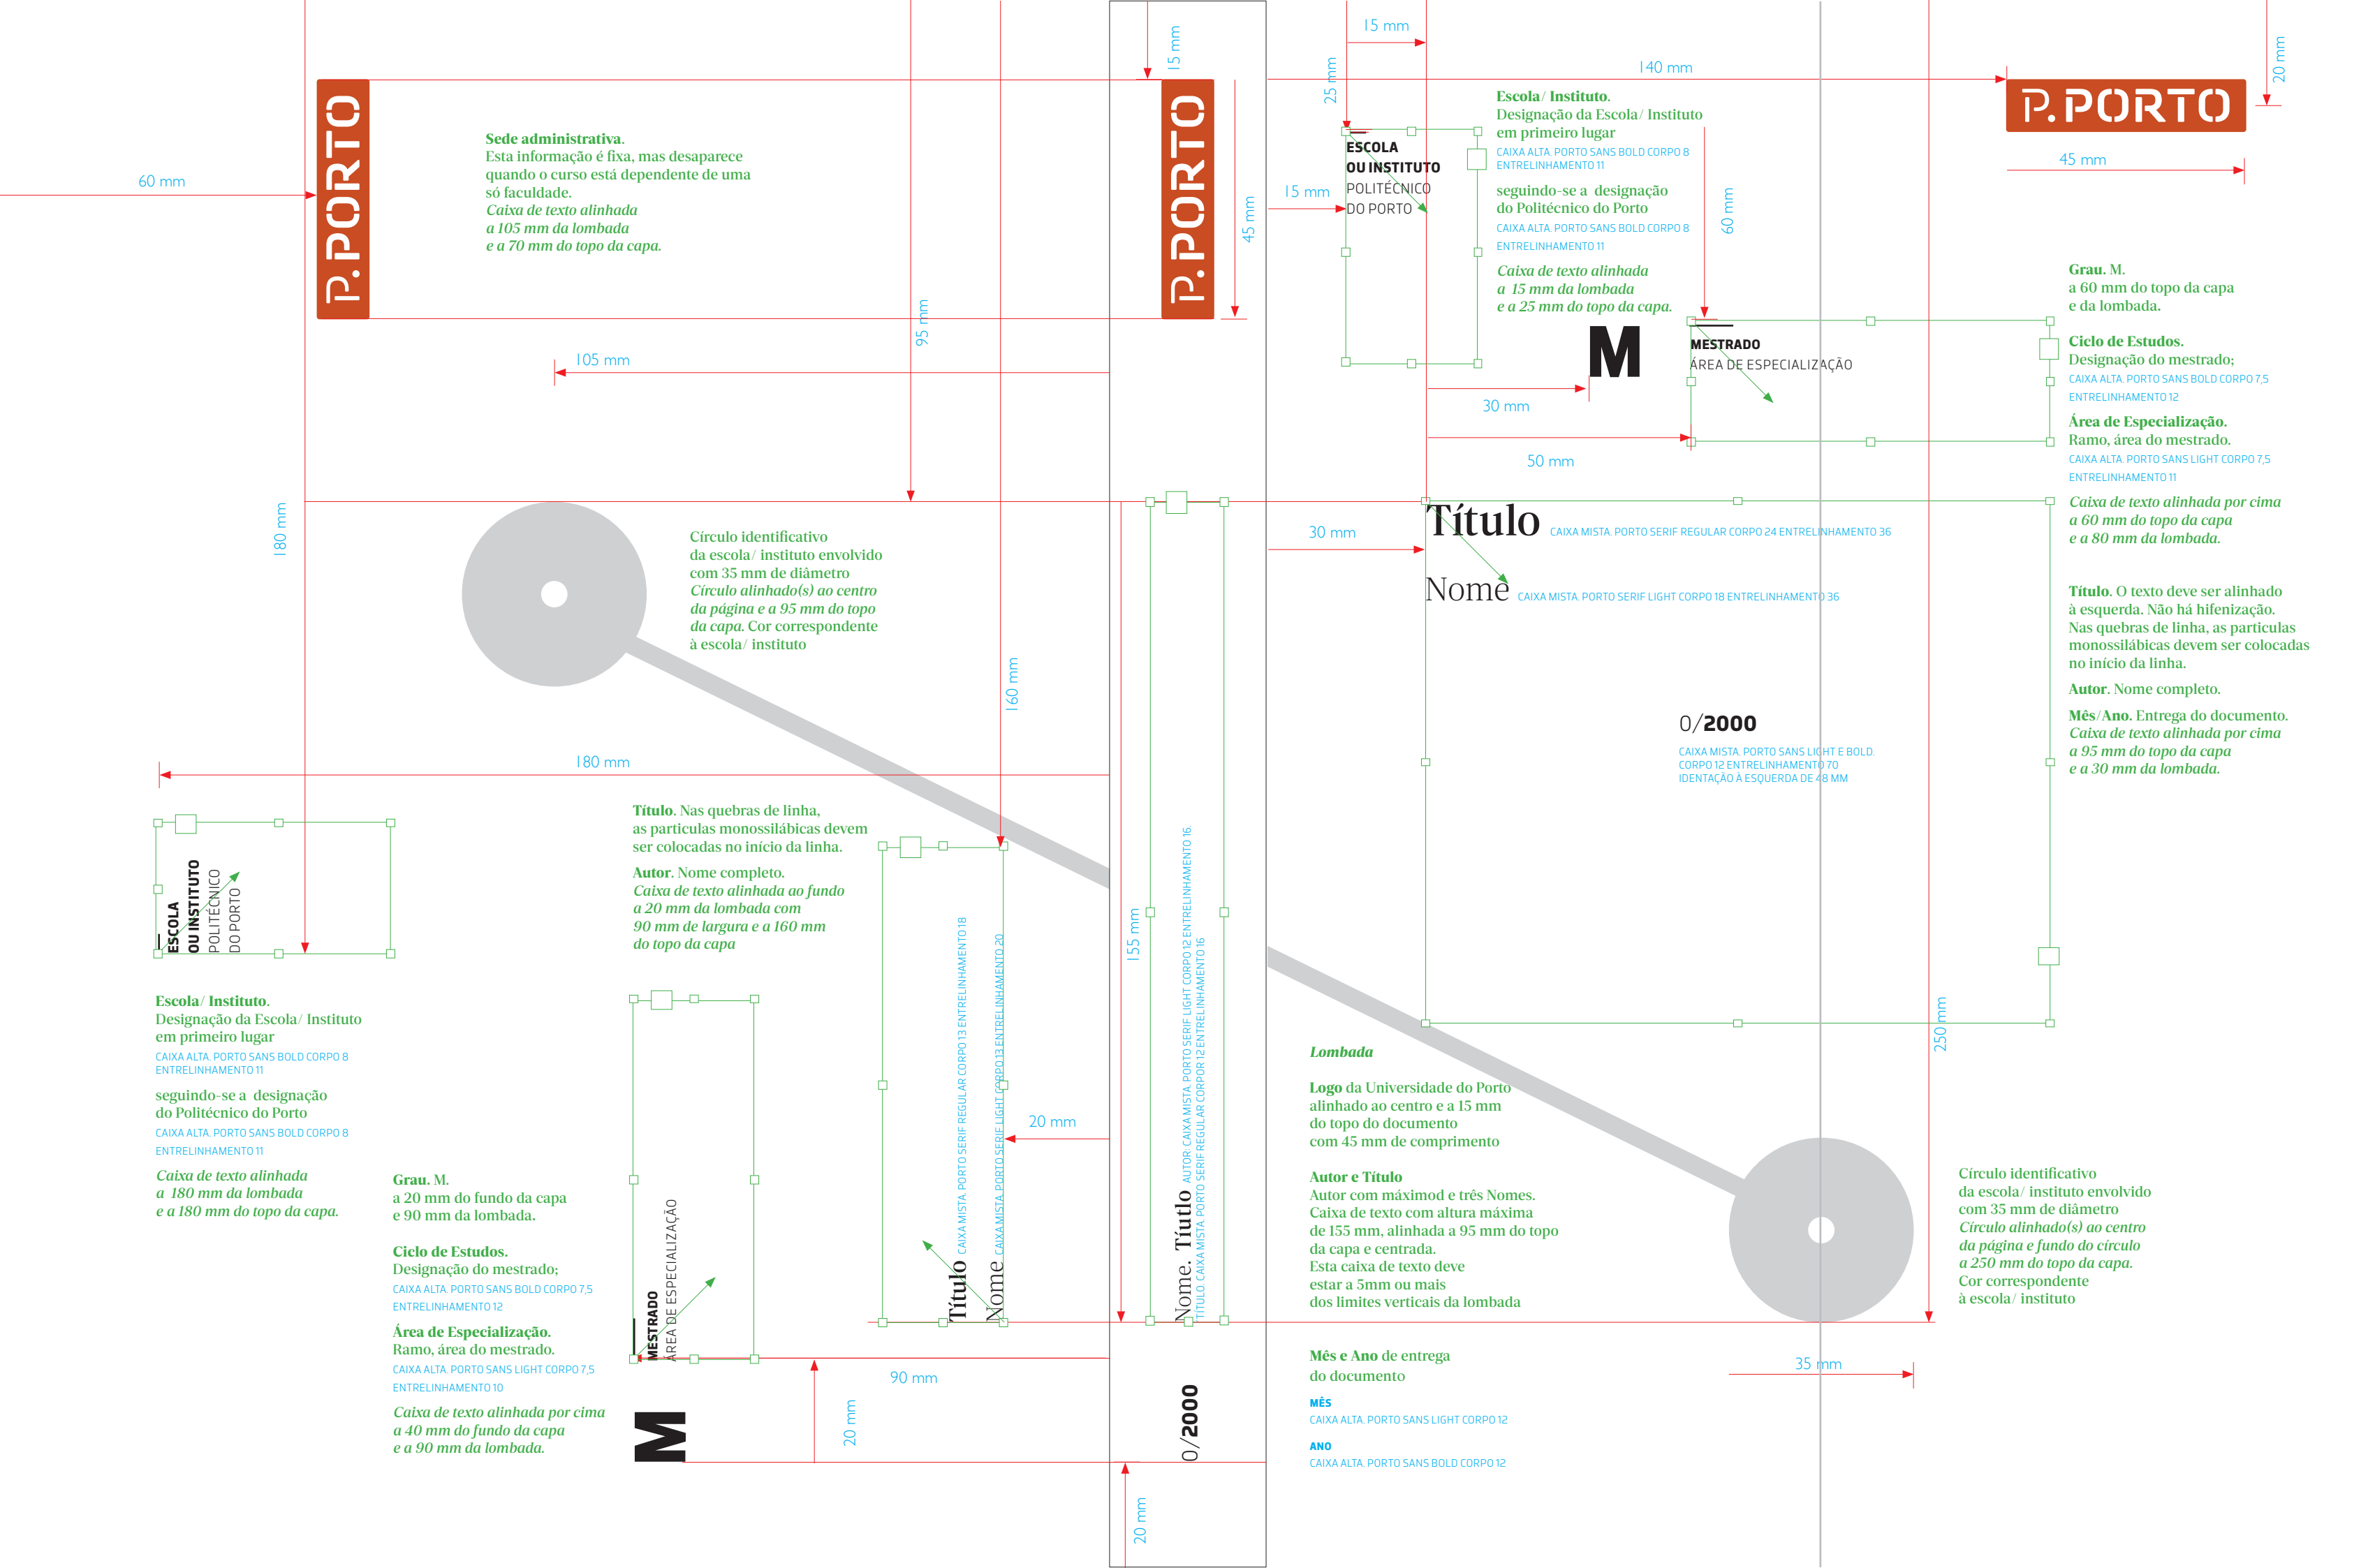 60 mm
P.PORTO
Sede administrativa.
Esta informação é fixa, mas desaparece
quando o curso está dependente de uma
só faculdade.
Caixa de texto alinhada
a 105 mm da lombada
e a 70 mm do topo da capa.
105 mm
95 mm
180 mm
Círculo identificativo
da escola/ instituto envolvido
com 35 mm de diâmetro
Círculo alinhado(s) ao centro
da página e a 95 mm do topo
da capa. Cor correspondente
à escola/ instituto
160 mm
180 mm
ESCOLA
OU INSTITUTO
POLITÉCNICO
DO PORTO
Escola/ Instituto.
Designação da Escola/ Instituto
em primeiro lugar
CAIXA ALTA. PORTO SANS BOLD CORPO 8
ENTRELINHAMENTO 11
seguindo-se a  designação
do Politécnico do Porto
CAIXA ALTA. PORTO SANS BOLD CORPO 8
ENTRELINHAMENTO 11
Caixa de texto alinhada
a  180 mm da lombada
e a 180 mm do topo da capa.
Título. Nas quebras de linha,
as particulas monossilábicas devem
ser colocadas no início da linha.
Autor. Nome completo.
Caixa de texto alinhada ao fundo
a 20 mm da lombada com
90 mm de largura e a 160 mm
do topo da capa
Grau. M.
a 20 mm do fundo da capa
e 90 mm da lombada.
Ciclo de Estudos.
Designação do mestrado;
CAIXA ALTA. PORTO SANS BOLD CORPO 7,5
ENTRELINHAMENTO 12
Área de Especialização.
Ramo, área do mestrado.
CAIXA ALTA. PORTO SANS LIGHT CORPO 7,5
ENTRELINHAMENTO 10
Caixa de texto alinhada por cima
a 40 mm do fundo da capa
e a 90 mm da lombada.
MESTRADO
ÁREA DE ESPECIALIZAÇÃO
M
Título CAIXA MISTA. PORTO SERIF REGULAR CORPO 13 ENTRELINHAMENTO 18
Nome CAIXA MISTA. PORTO SERIF LIGHT CORPO 13 ENTRELINHAMENTO 20
20 mm
90 mm
20 mm
15 mm
P.PORTO
45 mm
155 mm
Nome. Títutlo AUTOR: CAIXA MISTA. PORTO SERIF LIGHT CORPO 12 ENTRELINHAMENTO 16.
TÍTULO. CAIXA MISTA. PORTO SERIF REGULAR CORPOR 12 ENTRELINHAMENTO 16
0/2000
20 mm
15 mm
25 mm
15 mm
ESCOLA
OU INSTITUTO
POLITÉCNICO
DO PORTO
Escola/ Instituto.
Designação da Escola/ Instituto
em primeiro lugar
CAIXA ALTA. PORTO SANS BOLD CORPO 8
ENTRELINHAMENTO 11
seguindo-se a  designação
do Politécnico do Porto
CAIXA ALTA. PORTO SANS BOLD CORPO 8
ENTRELINHAMENTO 11
Caixa de texto alinhada
a  15 mm da lombada
e a 25 mm do topo da capa.
140 mm
P.PORTO
20 mm
45 mm
60 mm
M
MESTRADO
ÁREA DE ESPECIALIZAÇÃO
30 mm
50 mm
Grau. M.
a 60 mm do topo da capa
e da lombada.
Ciclo de Estudos.
Designação do mestrado;
CAIXA ALTA. PORTO SANS BOLD CORPO 7,5
ENTRELINHAMENTO 12
Área de Especialização.
Ramo, área do mestrado.
CAIXA ALTA. PORTO SANS LIGHT CORPO 7,5
ENTRELINHAMENTO 11
Caixa de texto alinhada por cima
a 60 mm do topo da capa
e a 80 mm da lombada.
30 mm
Título CAIXA MISTA. PORTO SERIF REGULAR CORPO 24 ENTRELINHAMENTO 36
Nome CAIXA MISTA. PORTO SERIF LIGHT CORPO 18 ENTRELINHAMENTO 36
0/2000
CAIXA MISTA. PORTO SANS LIGHT E BOLD.
CORPO 12 ENTRELINHAMENTO 70
IDENTAÇÃO À ESQUERDA DE 48 MM
Título. O texto deve ser alinhado
à esquerda. Não há hifenização.
Nas quebras de linha, as particulas
monossilábicas devem ser colocadas
no início da linha.
Autor. Nome completo.
Mês/Ano. Entrega do documento.
Caixa de texto alinhada por cima
a 95 mm do topo da capa
e a 30 mm da lombada.
250 mm
Lombada
Logo da Universidade do Porto
alinhado ao centro e a 15 mm
do topo do documento
com 45 mm de comprimento
Autor e Título
Autor com máximod e três Nomes.
Caixa de texto com altura máxima
de 155 mm, alinhada a 95 mm do topo
da capa e centrada.
Esta caixa de texto deve
estar a 5mm ou mais
dos limites verticais da lombada
Mês e Ano de entrega
do documento
MÊS
CAIXA ALTA. PORTO SANS LIGHT CORPO 12
ANO
CAIXA ALTA. PORTO SANS BOLD CORPO 12
Círculo identificativo
da escola/ instituto envolvido
com 35 mm de diâmetro
Círculo alinhado(s) ao centro
da página e fundo do círculo
a 250 mm do topo da capa.
Cor correspondente
à escola/ instituto
35 mm